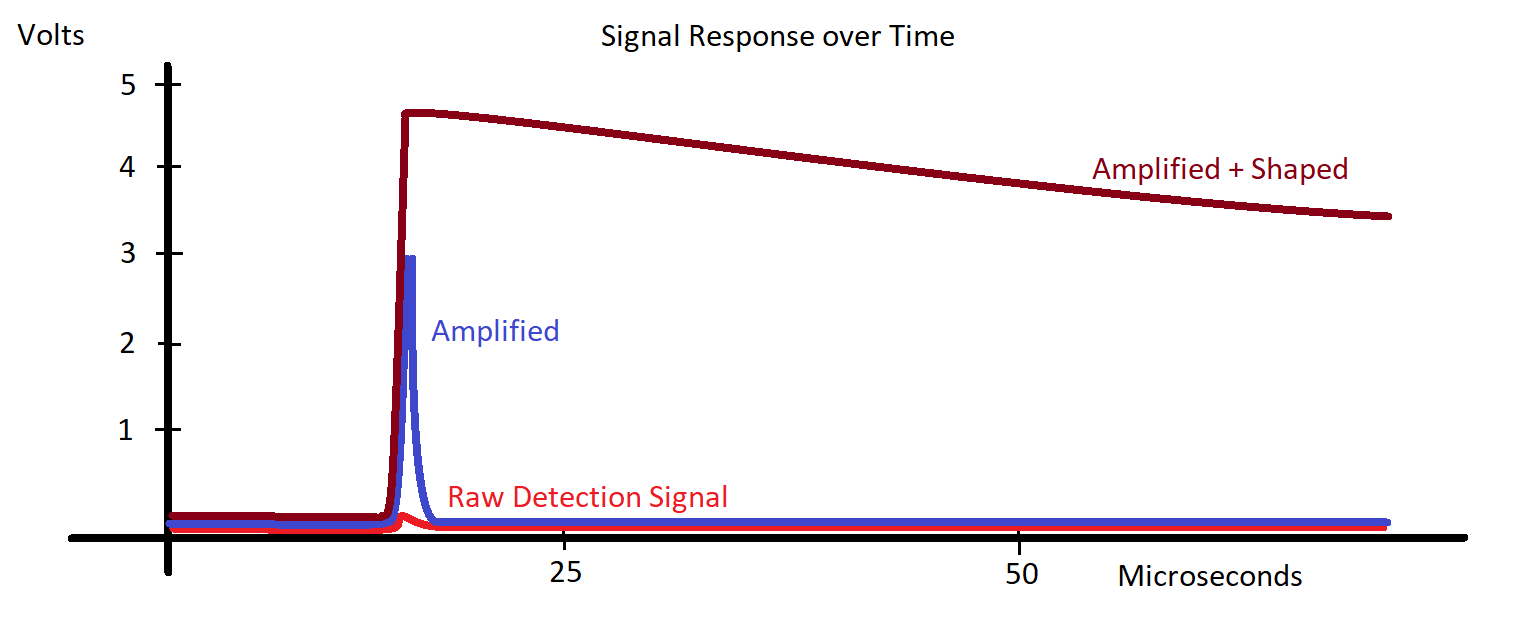 Volts
Signal Response over Time
5
4
Amplified + Shaped
3
2
Amplified
1
Raw Detection Signal
25
50
Microseconds